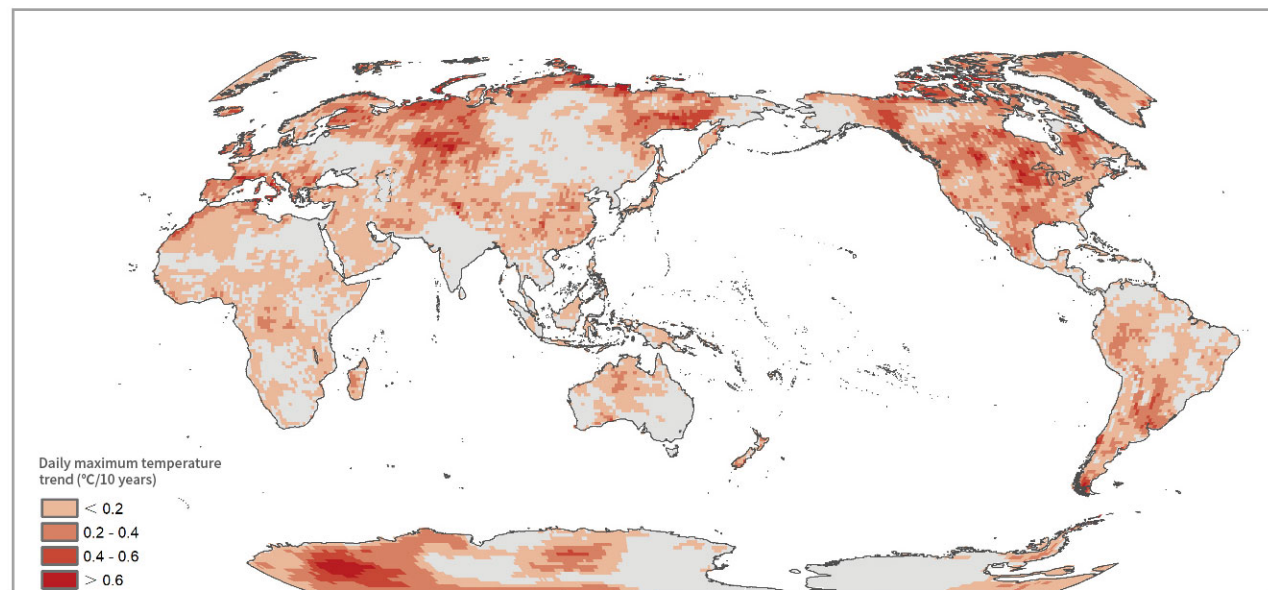 Daily maximum temperature
trend (°C/10 years)
< 0.2
0.2 - 0.4
0.4 - 0.6
> 0.6